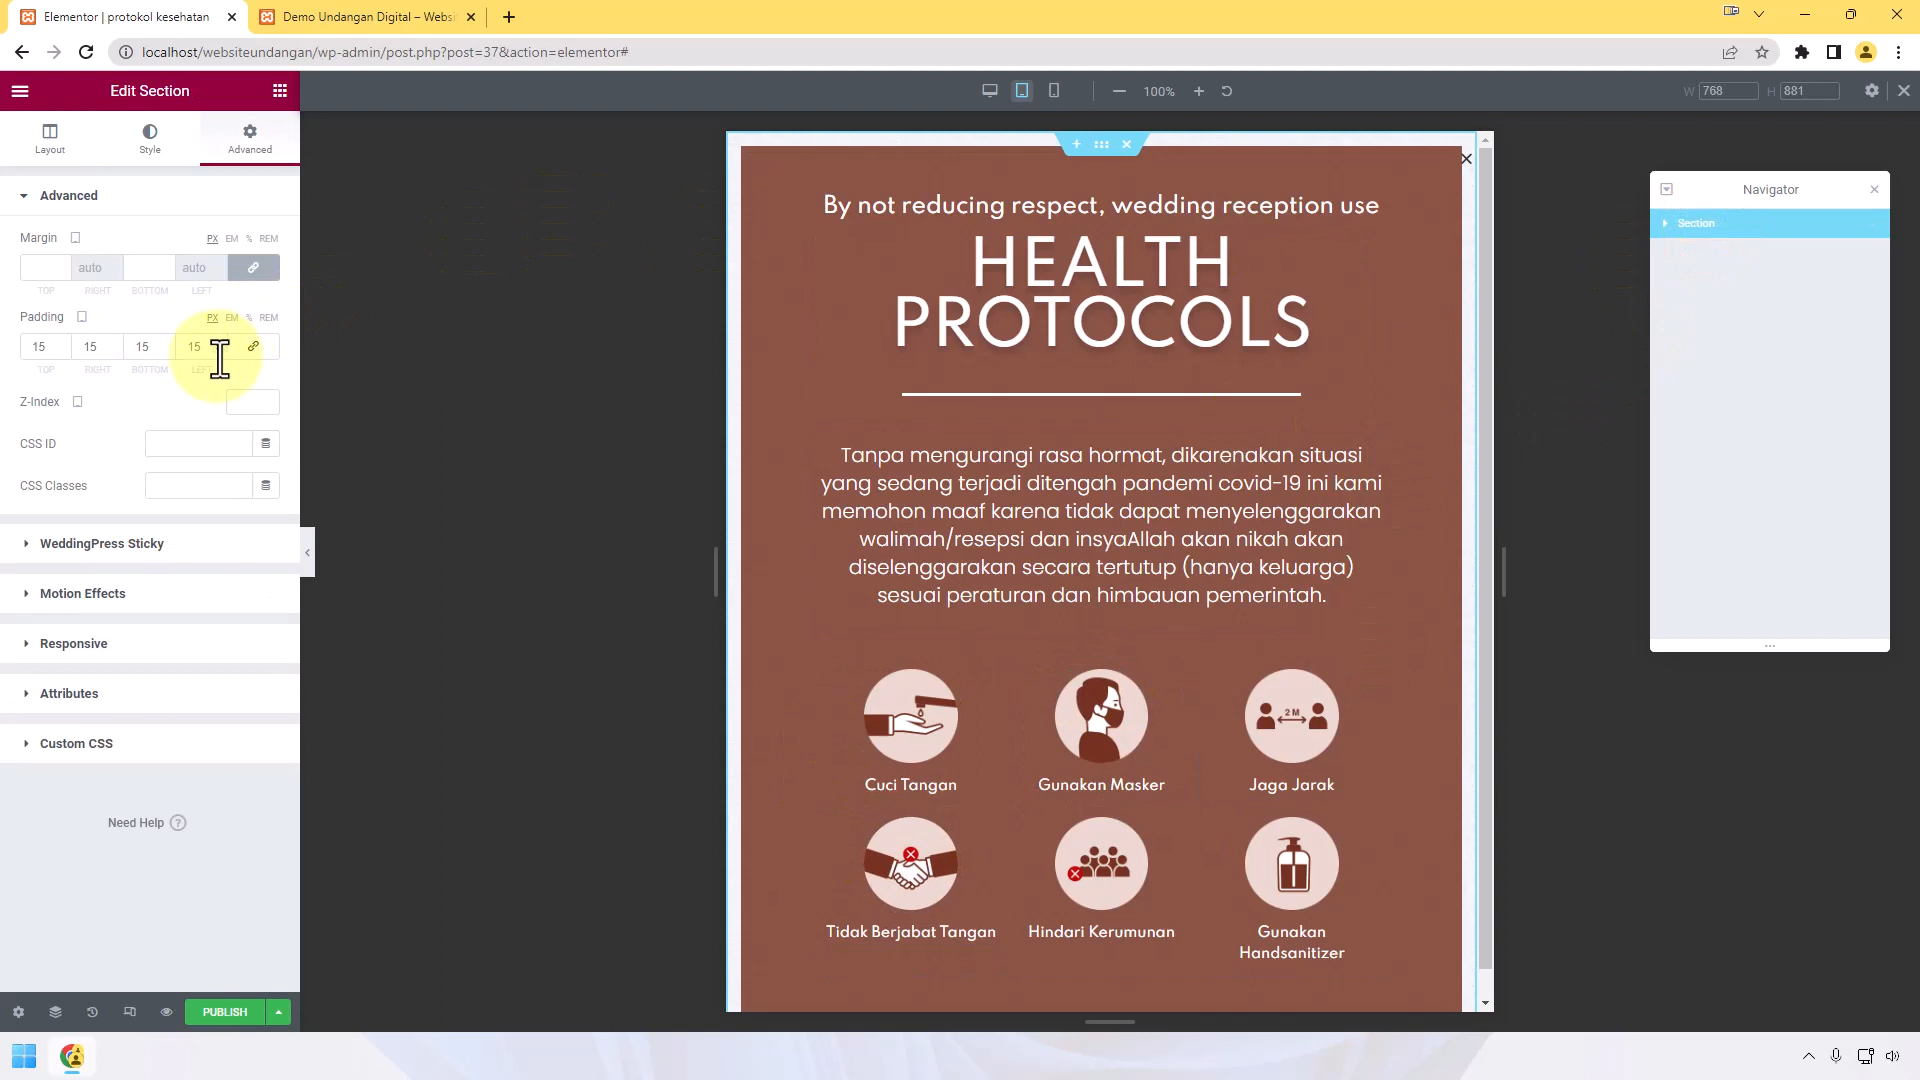 Elementor | protokol kesehatan
Demo Undangan Digital – Websi
localhost/websiteundangan/wp-admin/post.php?post=37&action=elementor#
Edit Section
100%
W 768 H 881
Layout
Style
Advanced
Advanced
Margin
PX EM % REM
auto auto
TOP RIGHT BOTTOM LEFT
Padding
PX EM % REM
15 15 15 15
TOP RIGHT BOTTOM LEFT
Z-Index
CSS ID
CSS Classes
WeddingPress Sticky
Motion Effects
Responsive
Attributes
Custom CSS
Need Help ?
PUBLISH
By not reducing respect, wedding reception use
HEALTH
PROTOCOLS
Tanpa mengurangi rasa hormat, dikarenakan situasi
yang sedang terjadi ditengah pandemi covid-19 ini kami
memohon maaf karena tidak dapat menyelenggarakan
walimah/resepsi dan insyaAllah akan nikah akan
diselenggarakan secara tertutup (hanya keluarga)
sesuai peraturan dan himbauan pemerintah.
2 M
Cuci Tangan
Gunakan Masker
Jaga Jarak
Tidak Berjabat Tangan
Hindari Kerumunan
Gunakan
Handsanitizer
Navigator
Section